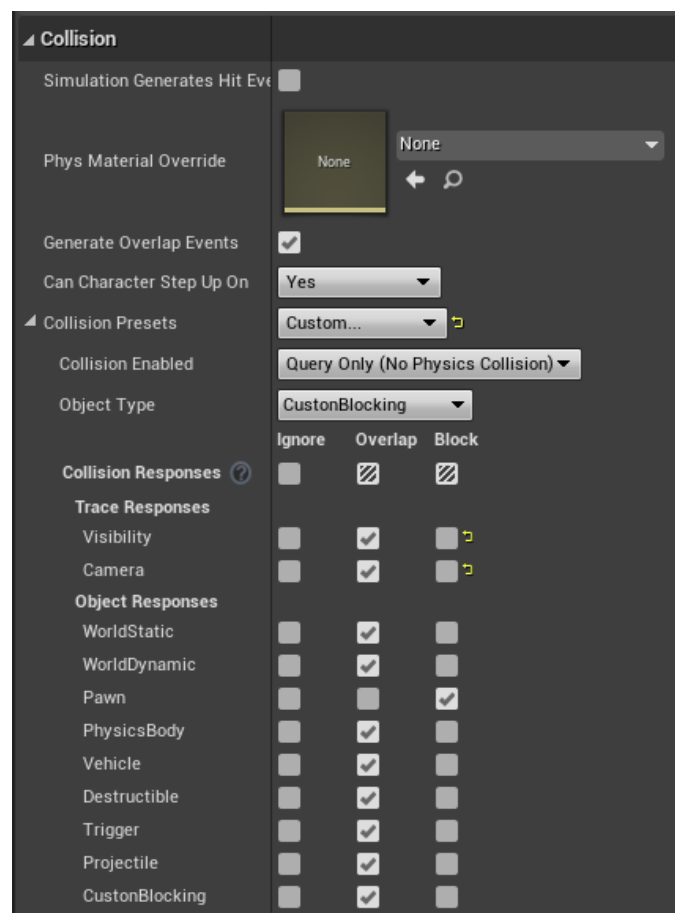 Collision
Simulation Generates Hit Eve
Phys Material Override
None
None
Generate Overlap Events
Can Character Step Up On Yes
Collision Presets Custom...
Collision Enabled Query Only (No Physics Collision)
Object Type CustonBlocking
Ignore Overlap Block
Collision Responses ?
Trace Responses
Visibility
Camera
Object Responses
WorldStatic
WorldDynamic
Pawn
PhysicsBody
Vehicle
Destructible
Trigger
Projectile
CustonBlocking